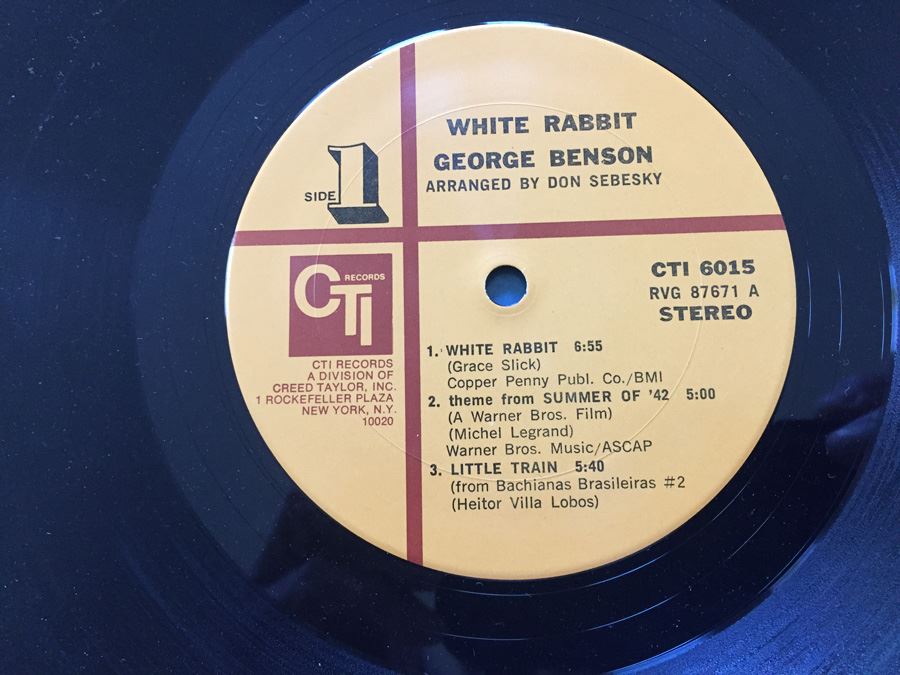 WHITE RABBIT
GEORGE BENSON
ARRANGED BY DON SEBESKY
SIDE 1
CTI RECORDS
CTI RECORDS
A DIVISION OF
CREED TAYLOR, INC.
1 ROCKEFELLER PLAZA
NEW YORK, N.Y.
10020
CTI 6015
RVG 87671 A
STEREO
1. WHITE RABBIT 6:55
(Grace Slick)
Copper Penny Publ. Co./BMI
2. theme from SUMMER OF '42 5:00
(A Warner Bros. Film)
(Michel Legrand)
Warner Bros. Music/ASCAP
3. LITTLE TRAIN 5:40
(from Bachianas Brasileiras #2
(Heitor Villa Lobos)